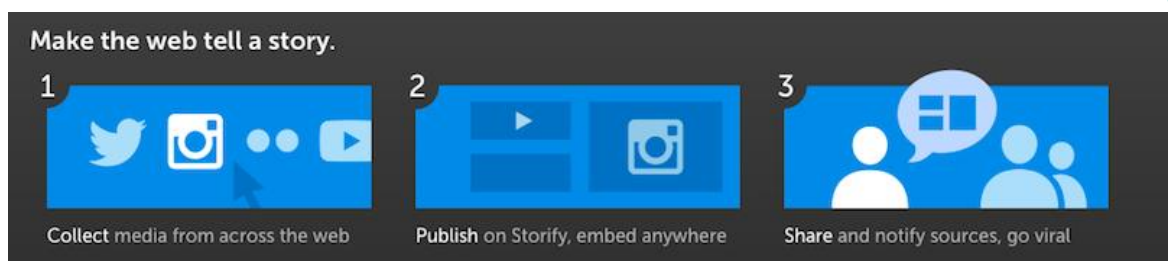 Make the web tell a story.
1
2
3
Collect media from across the web
Publish on Storify, embed anywhere
Share and notify sources, go viral